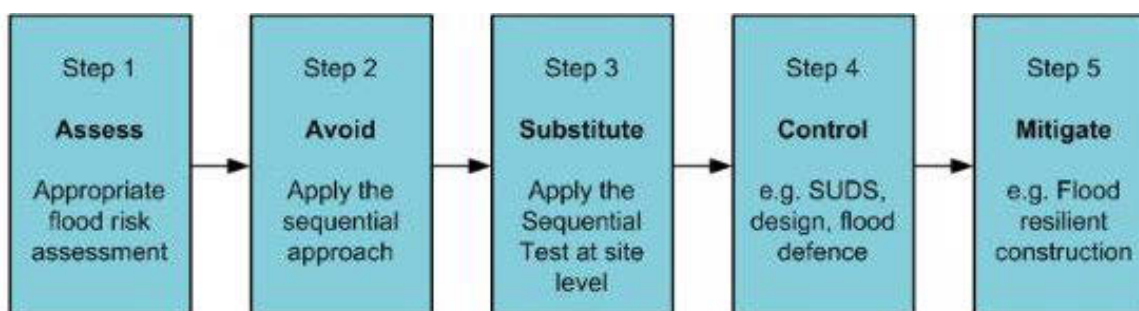 Step 1
Assess
Appropriate
flood risk
assessment
Step 2
Avoid
Apply the
sequential
approach
Step 3
Substitute
Apply the
Sequential
Test at site
level
Step 4
Control
e.g. SUDS,
design, flood
defence
Step 5
Mitigate
e.g. Flood
resilient
construction